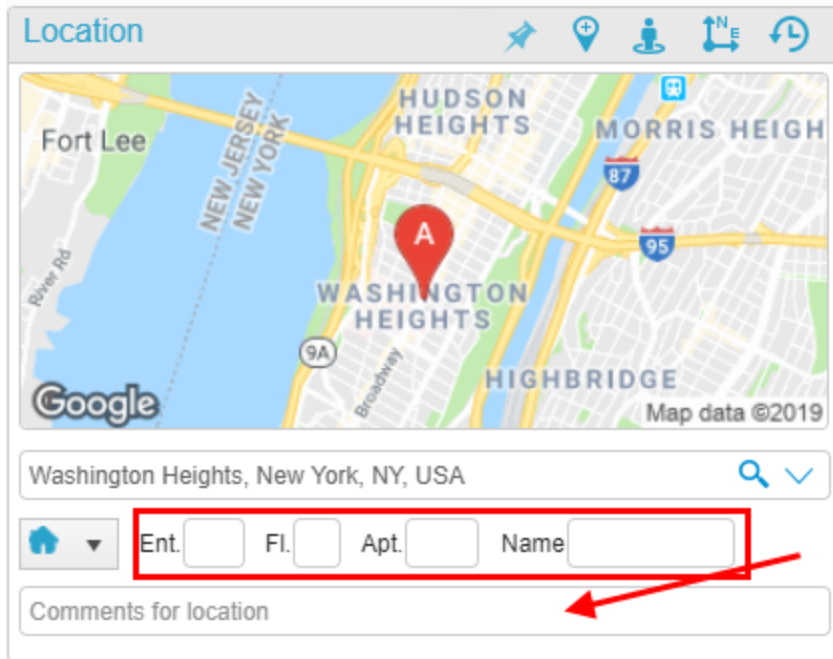 Location
N
E
HUDSON
HEIGHTS
Fort Lee
MORRIS HEIGH
NEW JERSEY
NEW YORK
87
A
95
River Rd
WASHINGTON
HEIGHTS
9A
Broadway
HIGHBRIDGE
Google
Map data ©2019
Washington Heights, New York, NY, USA
Ent. Fl. Apt. Name
Comments for location